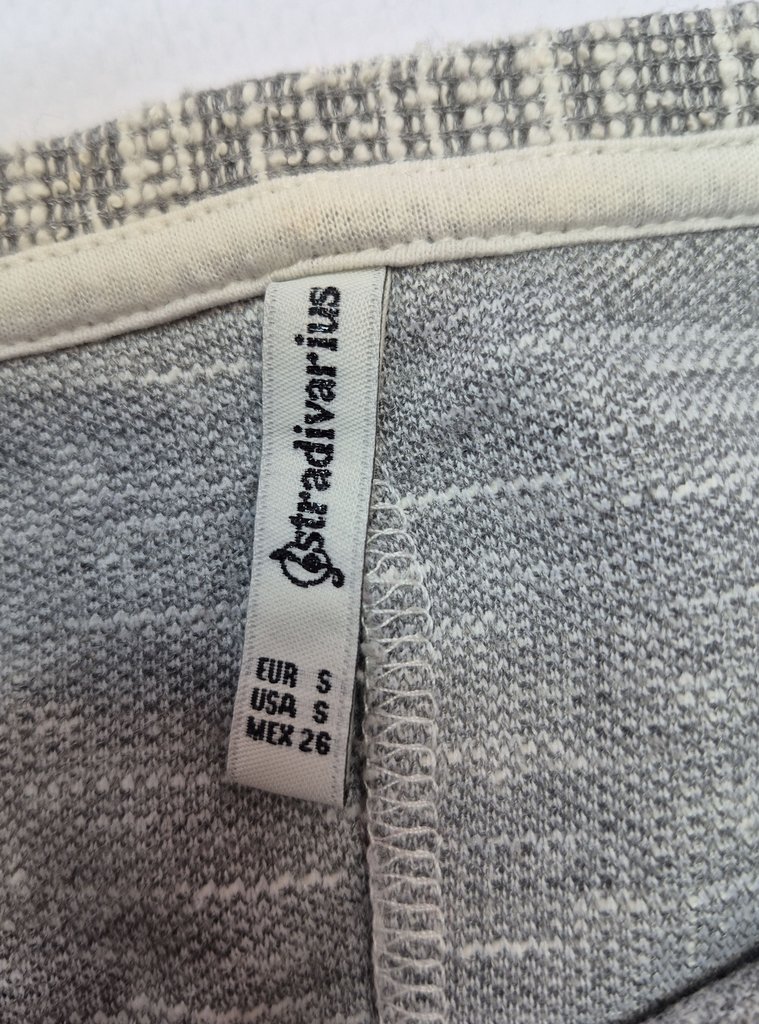 stradivarius
EUR S
USA S
MEX 26